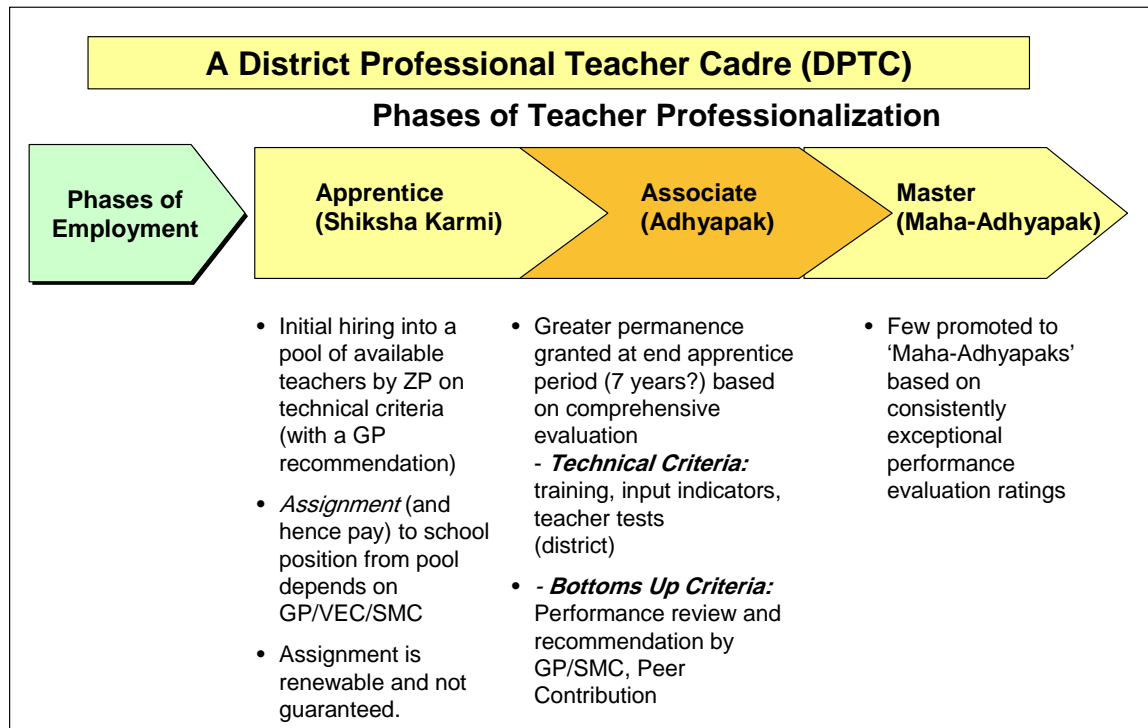 A District Professional Teacher Cadre (DPTC)
Phases of Teacher Professionalization
Phases of
Employment
Apprentice
(Shiksha Karmi)
Associate
(Adhyapak)
Master
(Maha-Adhyapak)
• Initial hiring into a
pool of available
teachers by ZP on
technical criteria
(with a GP
recommendation)
• Assignment (and
hence pay) to school
position from pool
depends on
GP/VEC/SMC
• Assignment is
renewable and not
guaranteed.
• Greater permanence
granted at end apprentice
period (7 years?) based
on comprehensive
evaluation
- Technical Criteria:
training, input indicators,
teacher tests
(district)
• - Bottoms Up Criteria:
Performance review and
recommendation by
GP/SMC, Peer
Contribution
• Few promoted to
‘Maha-Adhyapaks’
based on
consistently
exceptional
performance
evaluation ratings